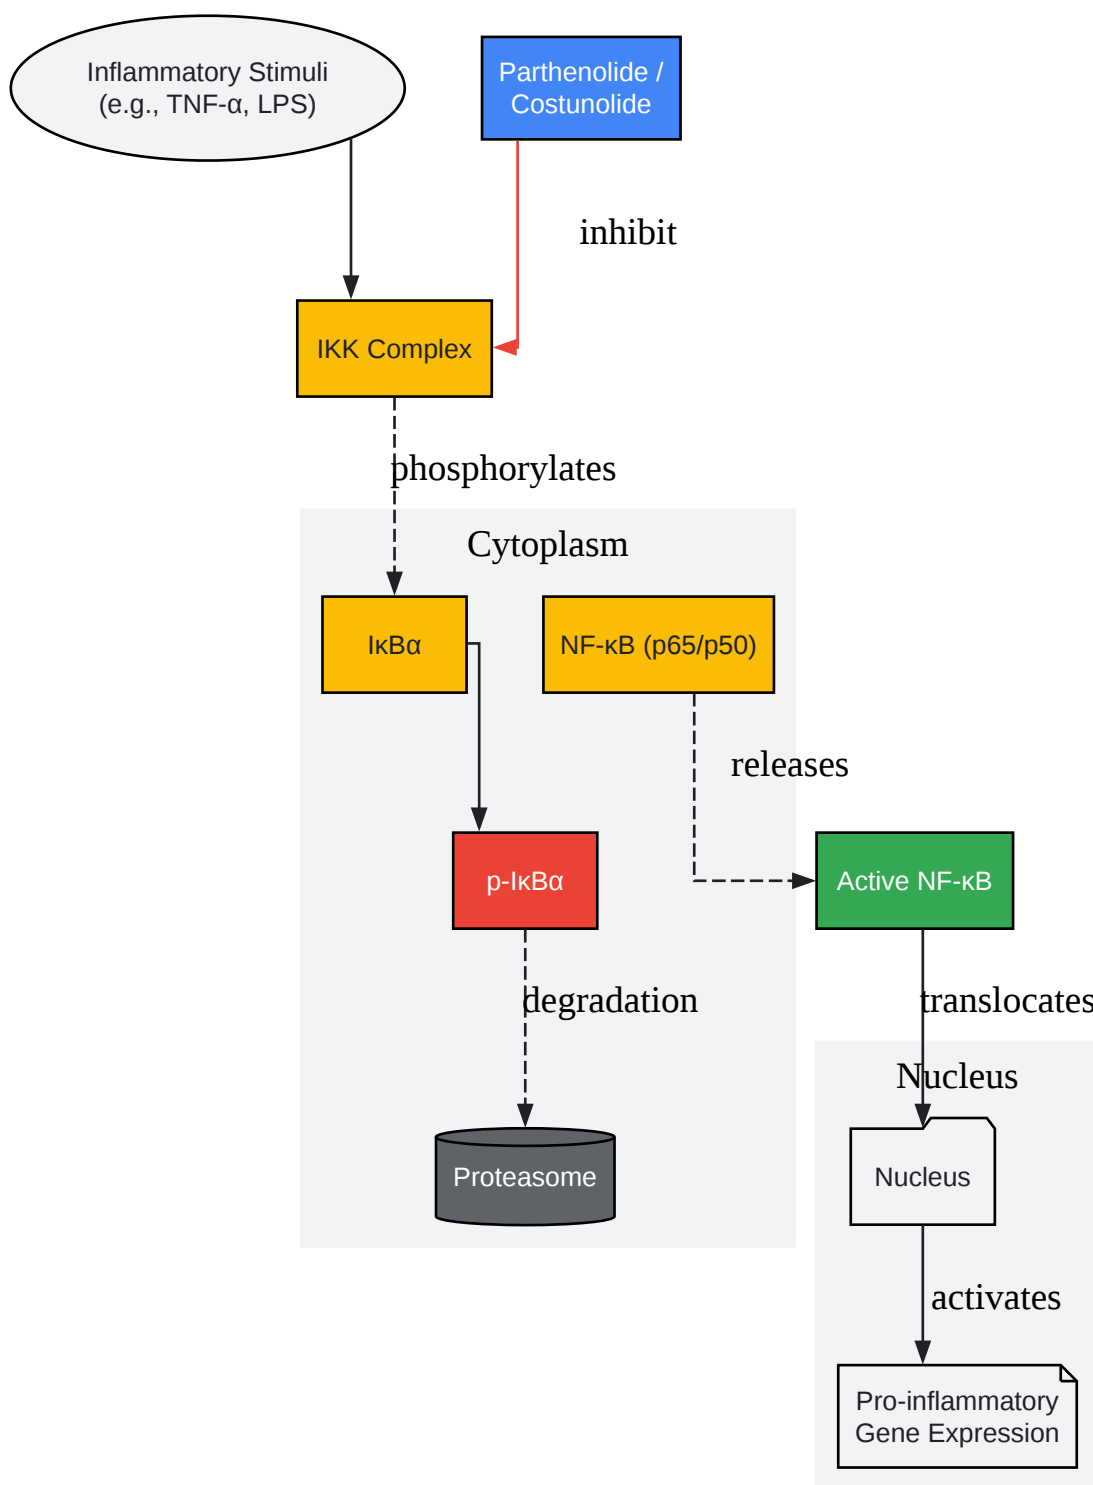 Inflammatory Stimuli
(e.g., TNF-α, LPS)
Parthenolide /
Costunolide
inhibit
IKK Complex
phosphorylates
Cytoplasm
IκBα
NF-κB (p65/p50)
releases
p-IκBα
Active NF-κB
degradation
translocates
Nucleus
Proteasome
Nucleus
activates
Pro-inflammatory
Gene Expression